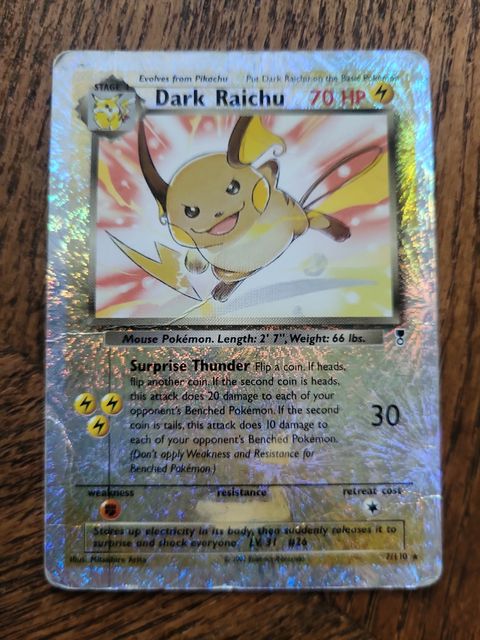 Evolves from Pikachu Put Dark Raichu on the Basic Pokémon
STAGE 1
Dark Raichu 70 HP
Mouse Pokémon. Length: 2' 7", Weight: 66 lbs.
Surprise Thunder Flip a coin. If heads,
flip another coin. If the second coin is heads,
this attack does 20 damage to each of your
opponent's Benched Pokémon. If the second
coin is tails, this attack does 10 damage to
each of your opponent's Benched Pokémon.
(Don't apply Weakness and Resistance for
Benched Pokémon.)
30
weakness resistance retreat cost
Stores up electricity in its body, then suddenly releases it to
surprise and shock everyone. LV. 31 #26
Illus. Mitsuhiro Arita © 2002 7/110